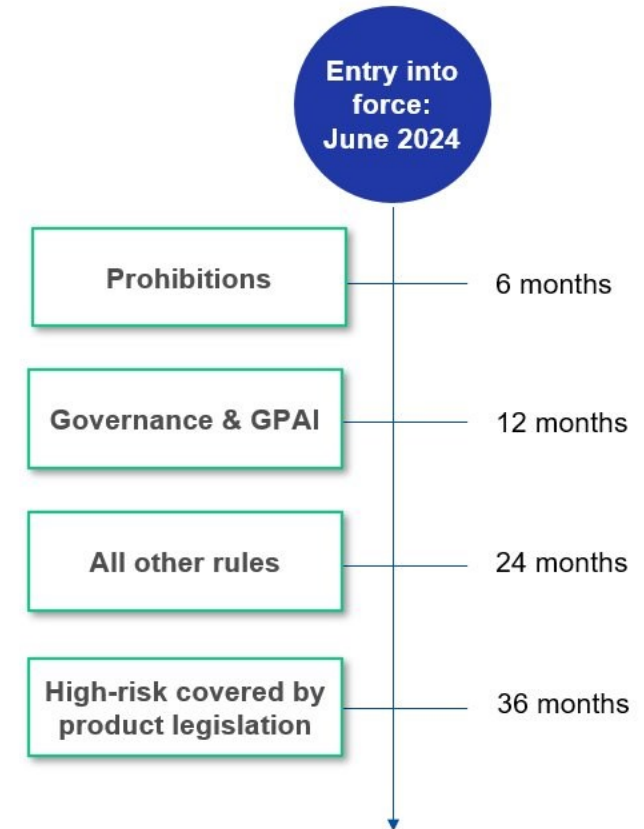 Entry into
force:
June 2024
Prohibitions
6 months
Governance & GPAI
12 months
All other rules
24 months
High-risk covered by
product legislation
36 months